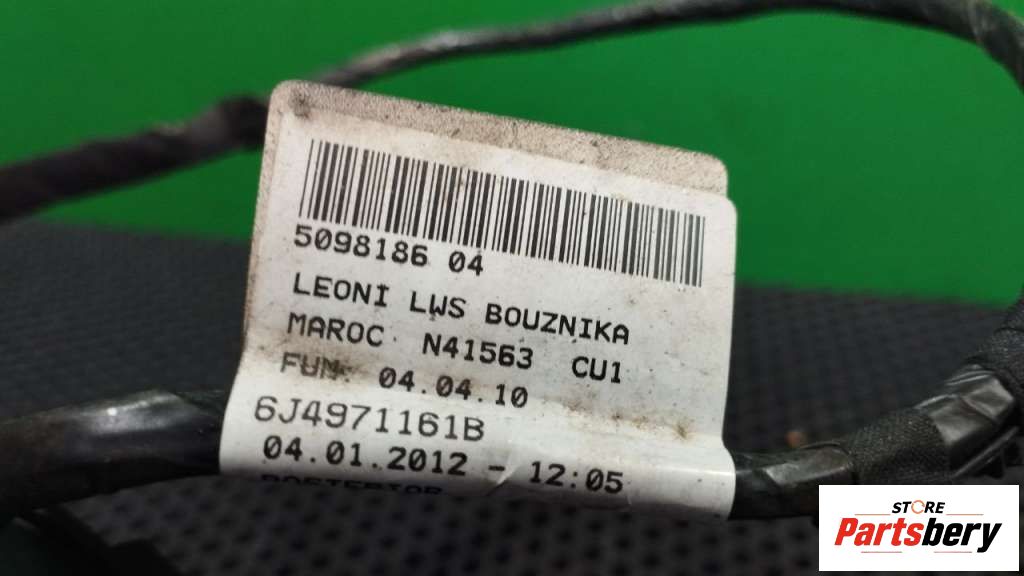 5098186 04
LEONI LWS BOUZNIKA
MAROC N41563 CU1
FUN. 04.04.10
6J4971161B
04.01.2012 - 12:05
POSTERIOR
STORE
Partsbery